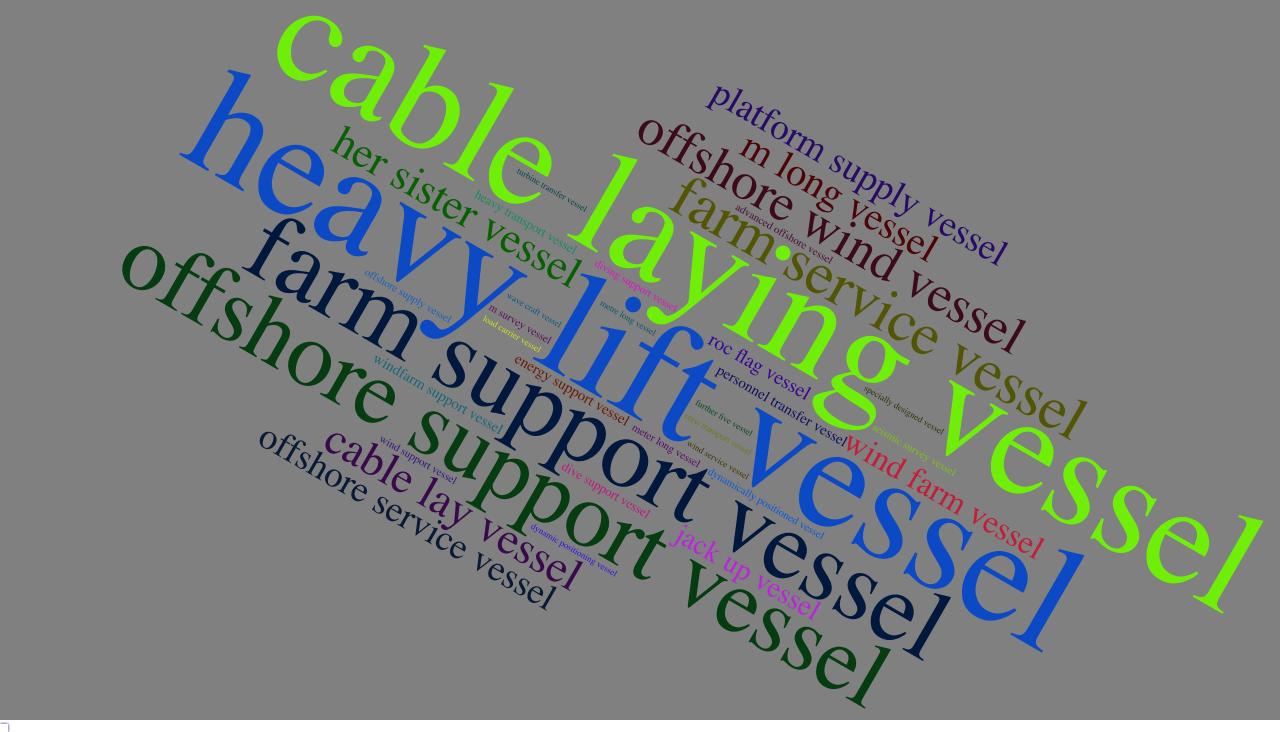 cable laying vessel
platform supply vessel
m long vessel
offshore wind vessel
heavy lift vessel
her sister vessel
turbine transfer vessel
heavy transport vessel
farm service vessel
advanced offshore vessel
farm support vessel
offshore support vessel
offshore supply vessel
diving support vessel
wave craft vessel
metre long vessel
m survey vessel
load carrier vessel
roc flag vessel
personnel transfer vessel
specially designed vessel
windfarm support vessel
energy support vessel
further five vessel
seismic survey vessel
meter long vessel
wind service vessel
wind farm vessel
offshore service vessel
cable lay vessel
wind support vessel
dive support vessel
dynamically positioned vessel
dynamic positioning vessel
jack up vessel